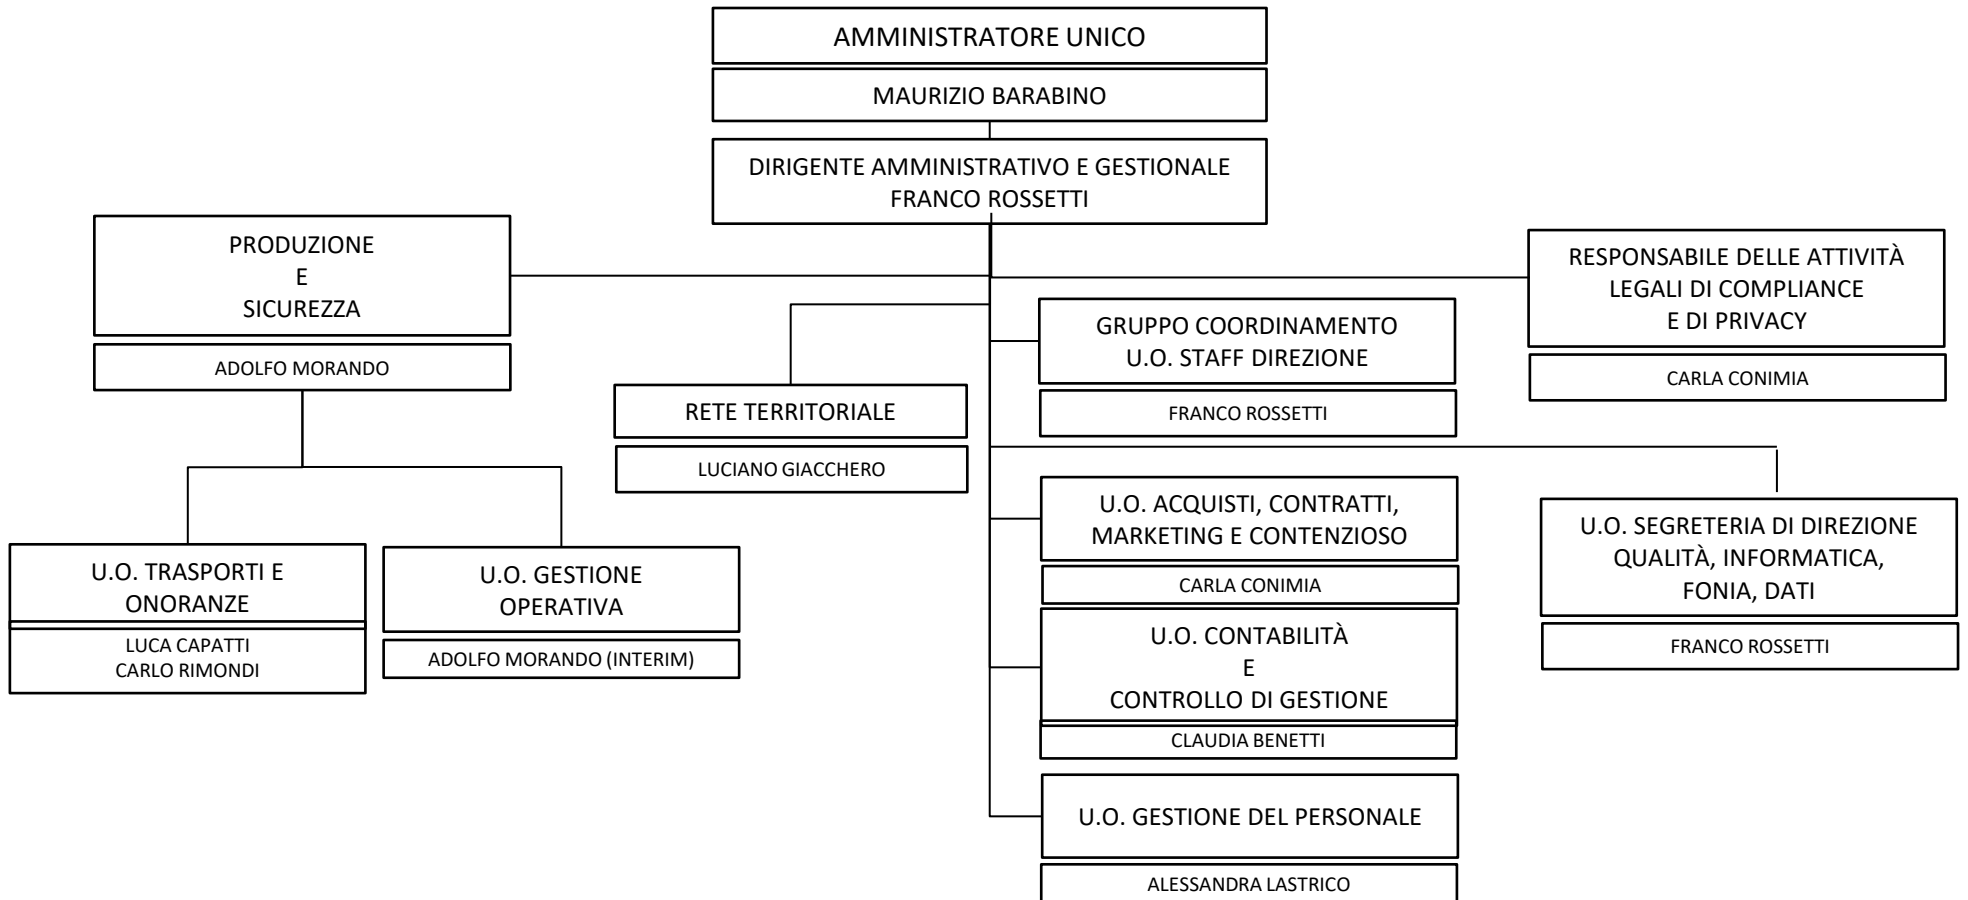 AMMINISTRATORE UNICO
MAURIZIO BARABINO
DIRIGENTE AMMINISTRATIVO E GESTIONALE
FRANCO ROSSETTI
PRODUZIONE
E
SICUREZZA
ADOLFO MORANDO
RESPONSABILE DELLE ATTIVITÀ
LEGALI DI COMPLIANCE
E DI PRIVACY
CARLA CONIMIA
GRUPPO COORDINAMENTO
U.O. STAFF DIREZIONE
FRANCO ROSSETTI
RETE TERRITORIALE
LUCIANO GIACCHERO
U.O. ACQUISTI, CONTRATTI,
MARKETING E CONTENZIOSO
CARLA CONIMIA
U.O. SEGRETERIA DI DIREZIONE
QUALITÀ, INFORMATICA,
FONIA, DATI
FRANCO ROSSETTI
U.O. TRASPORTI E
ONORANZE
LUCA CAPATTI
CARLO RIMONDI
U.O. GESTIONE
OPERATIVA
ADOLFO MORANDO (INTERIM)
U.O. CONTABILITÀ
E
CONTROLLO DI GESTIONE
CLAUDIA BENETTI
U.O. GESTIONE DEL PERSONALE
ALESSANDRA LASTRICO